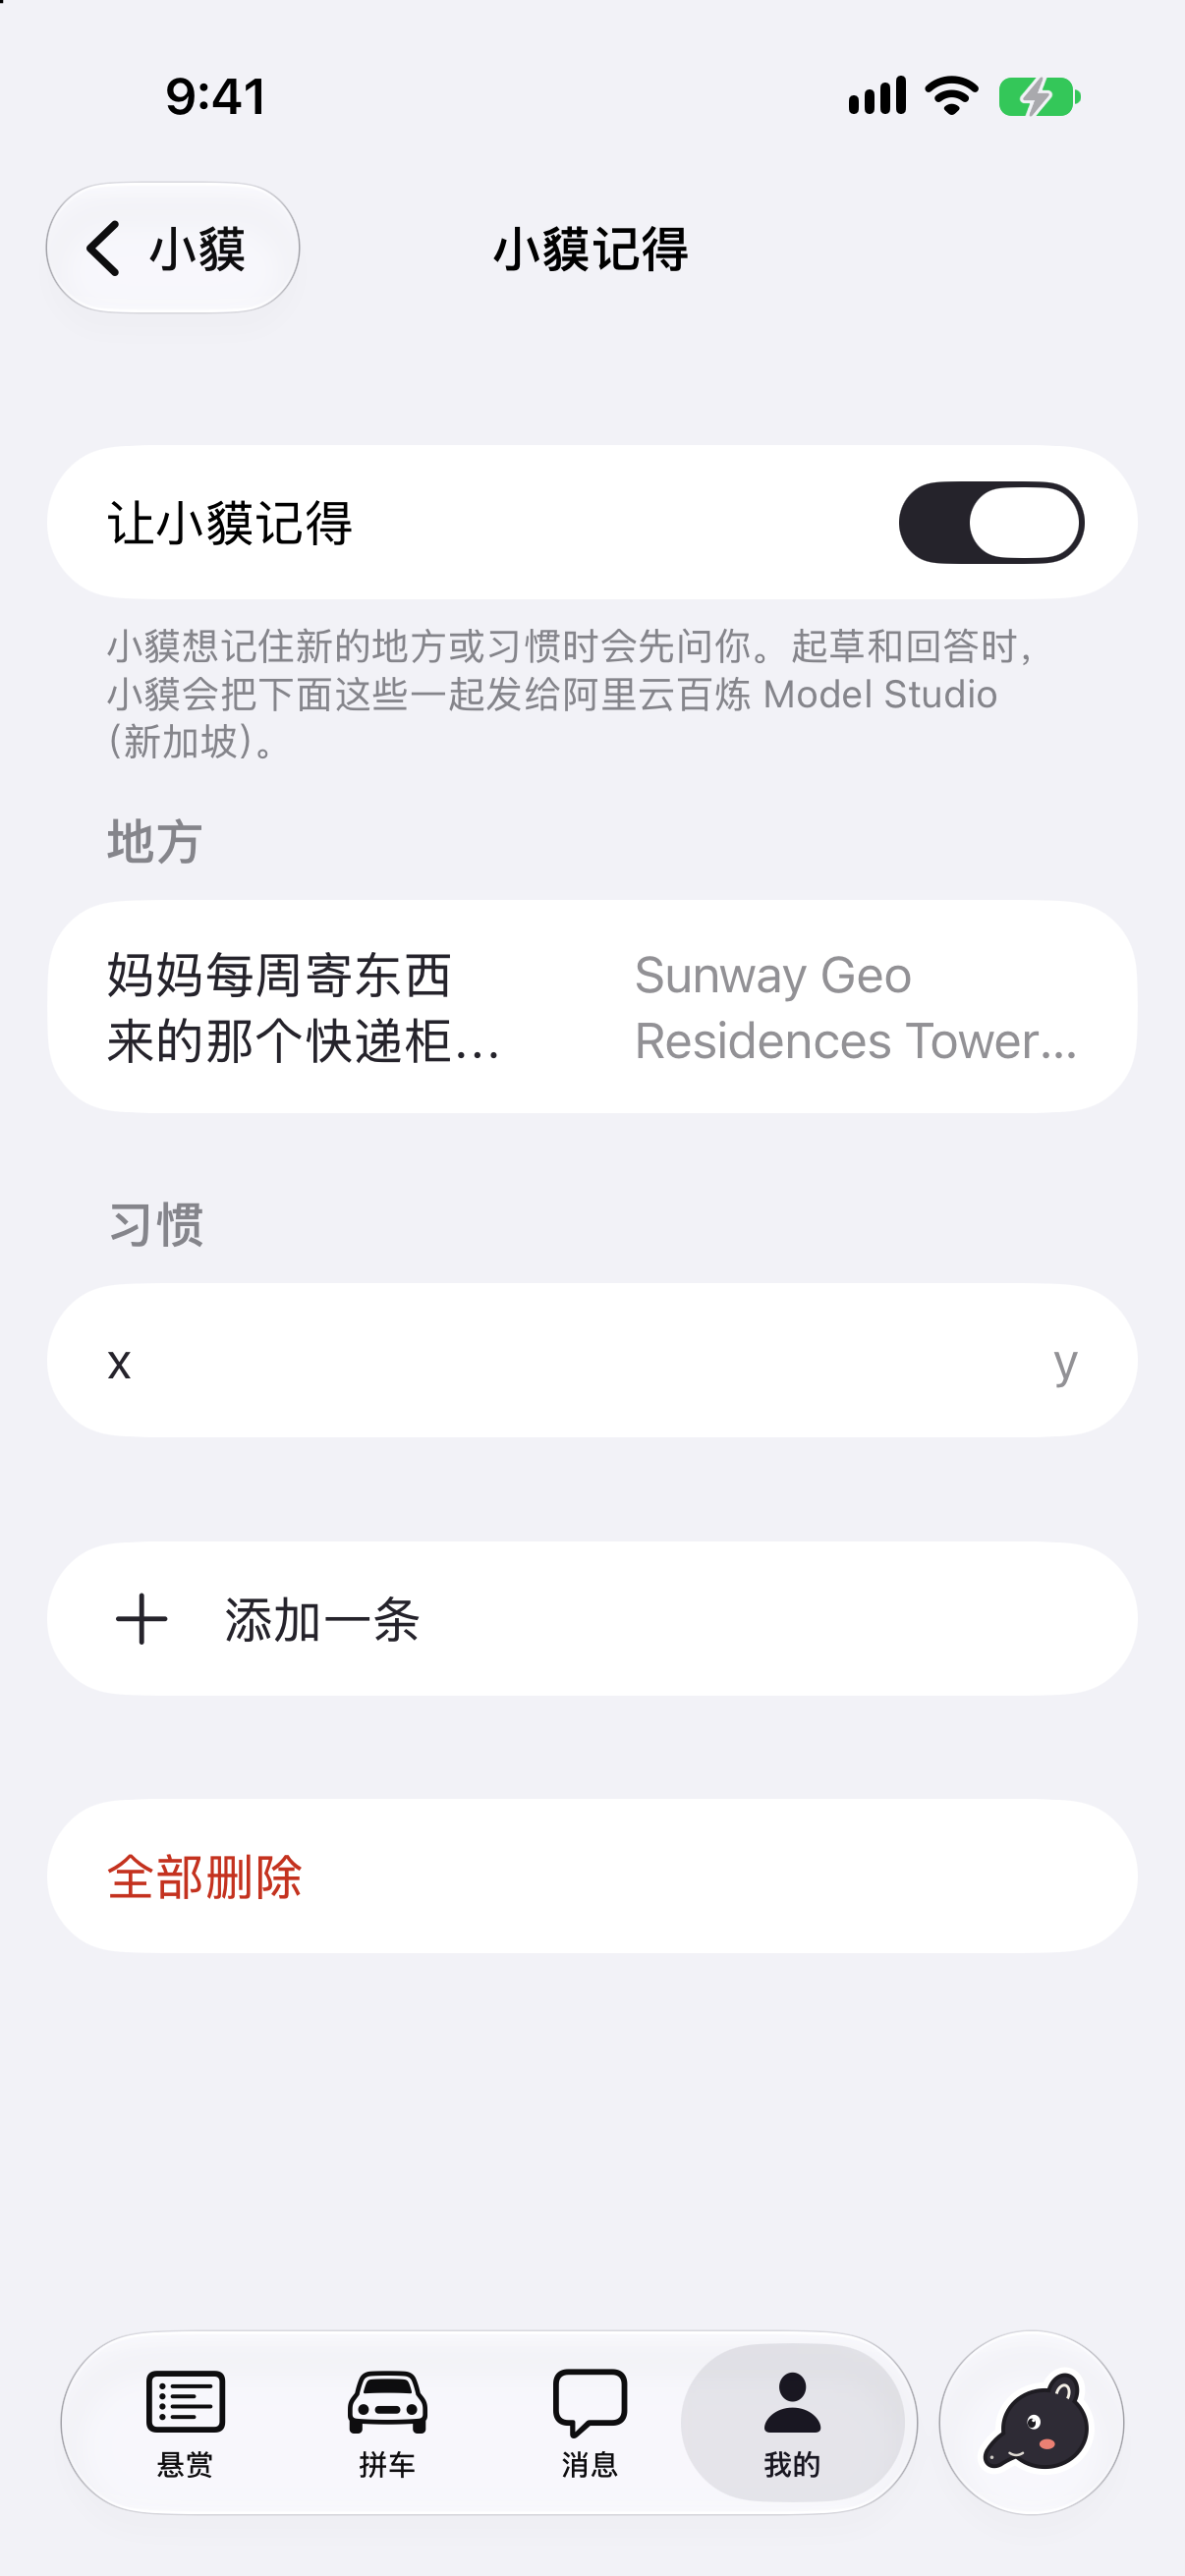 9:41
小貘
小貘记得
让小貘记得
小貘想记住新的地方或习惯时会先问你。起草和回答时，
小貘会把下面这些一起发给阿里云百炼 Model Studio
（新加坡）。
地方
妈妈每周寄东西
来的那个快递柜…
Sunway Geo
Residences Tower...
习惯
x
y
添加一条
全部删除
悬赏
拼车
消息
我的